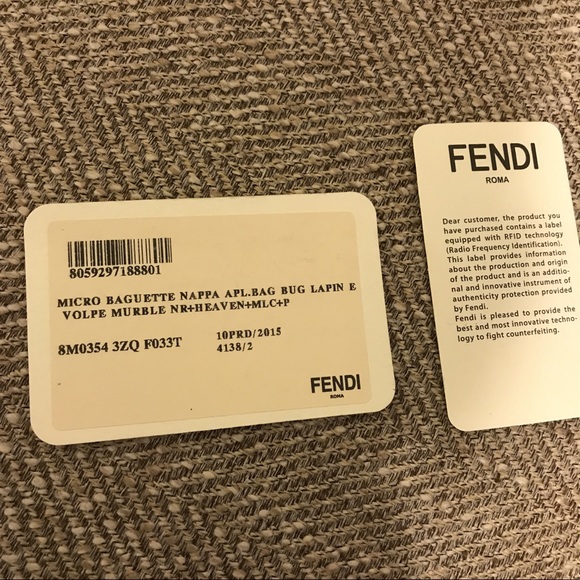 8059297188801
MICRO BAGUETTE NAPPA APL.BAG BUG LAPIN E
VOLPE MURBLE NR+HEAVEN+MLC+P
8M0354 3ZQ F033T
10PRD/2015
4138/2
FENDI
ROMA
FENDI
ROMA
Dear customer, the product you
have purchased contains a label
equipped with RFID technology
(Radio Frequency Identification).
This label provides information
about the production and origin
of the product and is an additio-
nal and innovative instrument of
authenticity protection provided
by Fendi.
Fendi is pleased to provide the
best and most innovative techno-
logy to fight counterfeiting.